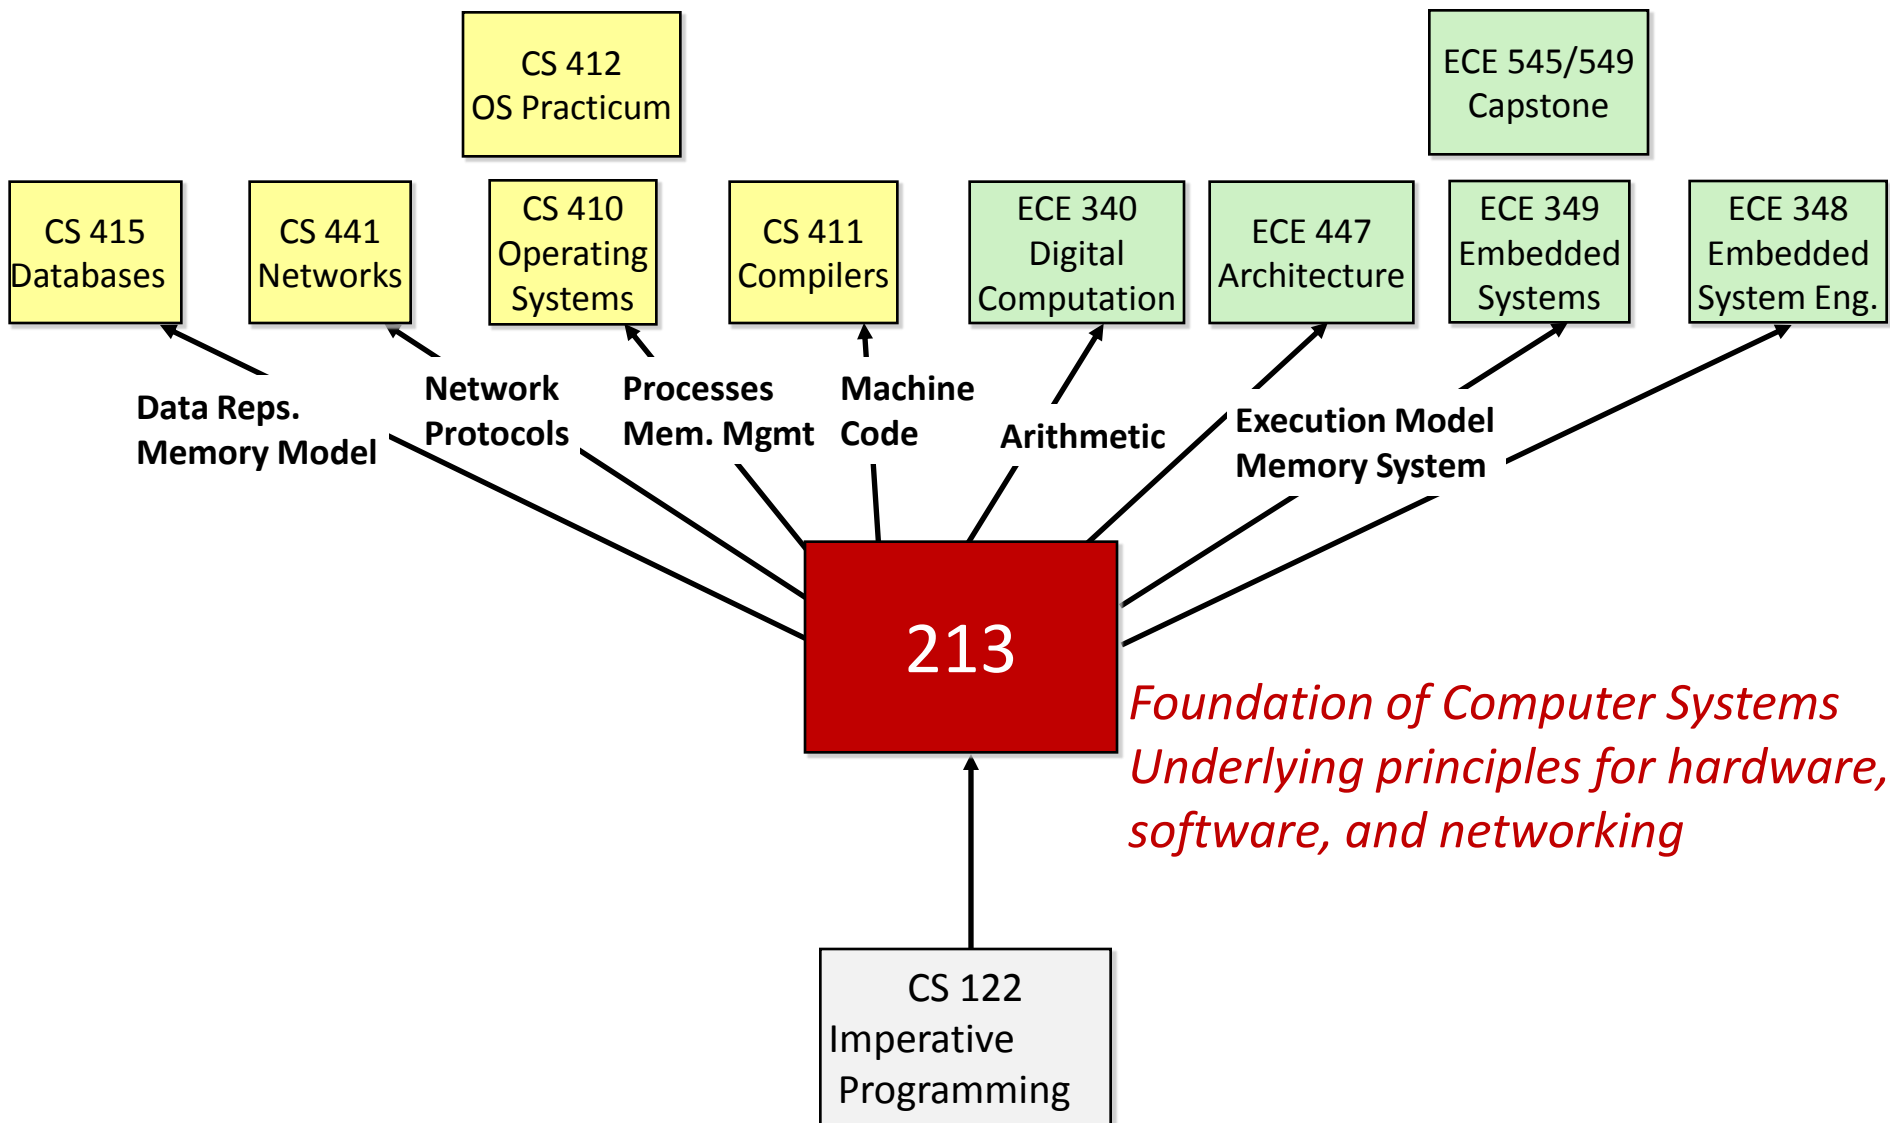 CS 412
OS Practicum
ECE 545/549
Capstone
CS 415
Databases
CS 441
Networks
CS 410
Operating
Systems
CS 411
Compilers
ECE 340
Digital
Computation
ECE 447
Architecture
ECE 349
Embedded
Systems
ECE 348
Embedded
System Eng.
Data Reps.
Memory Model
Network
Protocols
Processes
Mem. Mgmt
Machine
Code
Arithmetic
Execution Model
Memory System
213
Foundation of Computer Systems
Underlying principles for hardware,
software, and networking
CS 122
Imperative
Programming